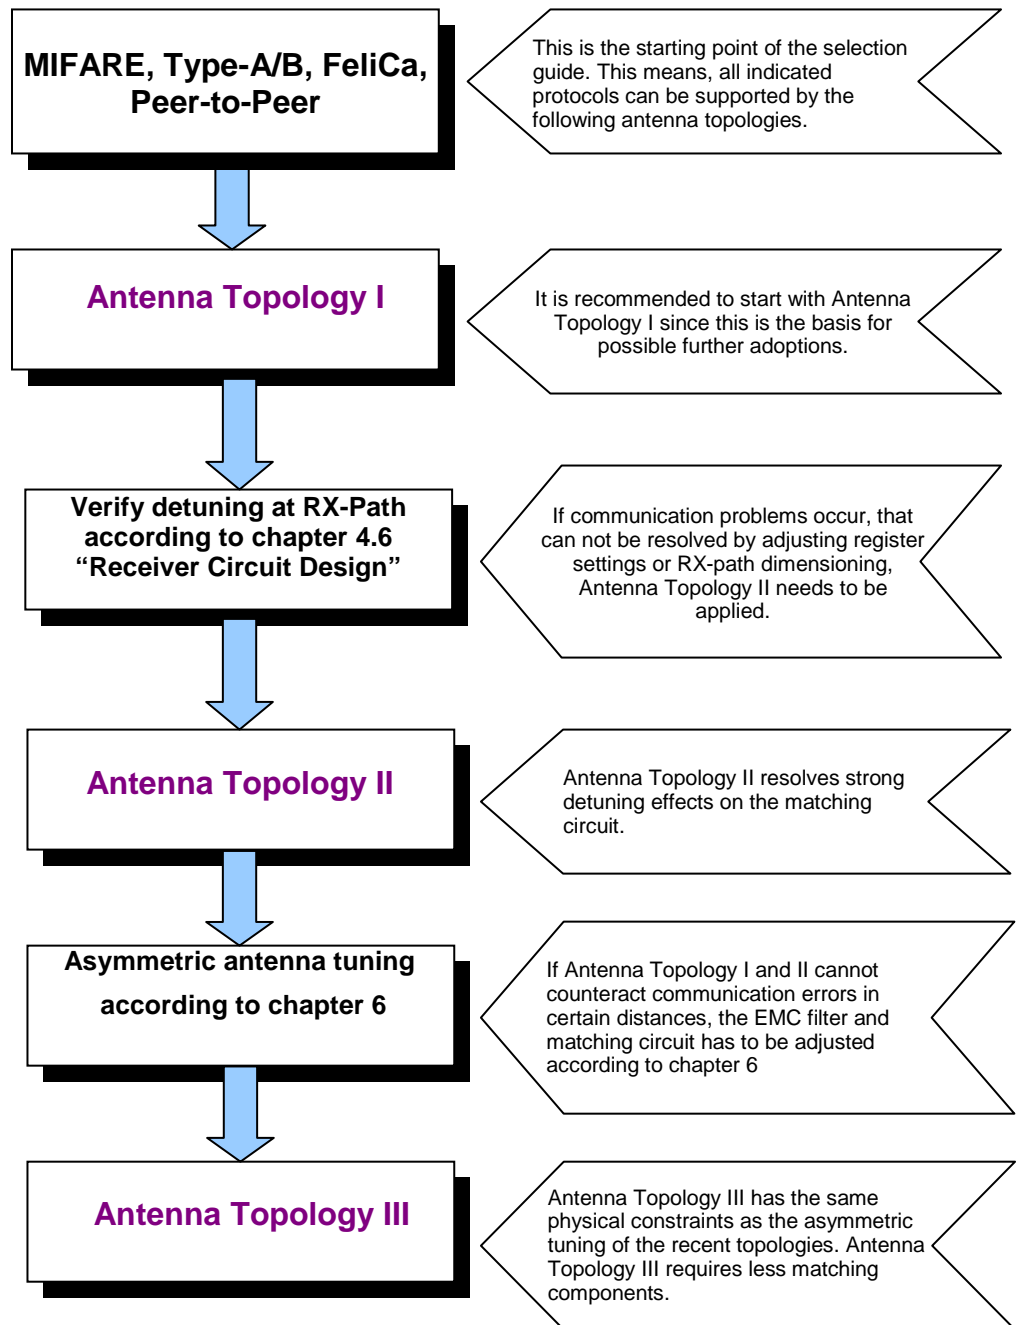 MIFARE, Type-A/B, FeliCa,
Peer-to-Peer
This is the starting point of the selection
guide. This means, all indicated
protocols can be supported by the
following antenna topologies.
Antenna Topology I
It is recommended to start with Antenna
Topology I since this is the basis for
possible further adoptions.
Verify detuning at RX-Path
according to chapter 4.6
“Receiver Circuit Design”
If communication problems occur, that
can not be resolved by adjusting register
settings or RX-path dimensioning,
Antenna Topology II needs to be
applied.
Antenna Topology II
Antenna Topology II resolves strong
detuning effects on the matching
circuit.
Asymmetric antenna tuning
according to chapter 6
If Antenna Topology I and II cannot
counteract communication errors in
certain distances, the EMC filter and
matching circuit has to be adjusted
according to chapter 6
Antenna Topology III
Antenna Topology III has the same
physical constraints as the asymmetric
tuning of the recent topologies. Antenna
Topology III requires less matching
components.